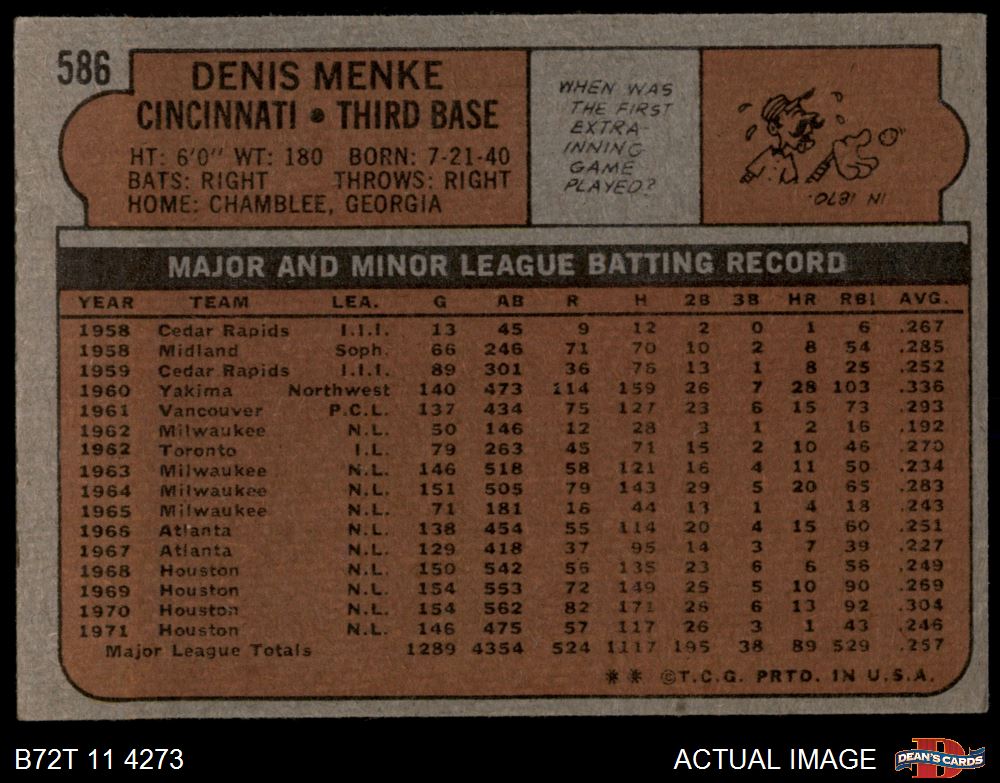 586
DENIS MENKE
CINCINNATI • THIRD BASE
HT: 6'0" WT: 180 BORN: 7-21-40
BATS: RIGHT THROWS: RIGHT
HOME: CHAMBLEE, GEORGIA
WHEN WAS
THE FIRST
EXTRA-
INNING
GAME
PLAYED?
IN 1870.
MAJOR AND MINOR LEAGUE BATTING RECORD
YEAR TEAM LEA. G AB R H 2B 3B HR RBI AVG.
1958 Cedar Rapids I.I.I. 13 45 9 12 2 0 1 6 .267
1958 Midland Soph. 66 246 71 70 10 2 8 54 .285
1959 Cedar Rapids I.I.I. 89 301 36 76 13 1 8 25 .252
1960 Yakima Northwest 140 473 114 159 26 7 28 103 .336
1961 Vancouver P.C.L. 137 434 75 127 23 6 15 73 .293
1962 Milwaukee N.L. 50 146 12 28 3 1 2 16 .192
1962 Toronto I.L. 79 263 45 71 15 2 10 46 .270
1963 Milwaukee N.L. 146 518 58 121 16 4 11 50 .234
1964 Milwaukee N.L. 151 505 79 143 29 5 20 65 .283
1965 Milwaukee N.L. 71 181 16 44 13 1 4 18 .243
1966 Atlanta N.L. 138 454 55 114 20 4 15 60 .251
1967 Atlanta N.L. 129 418 37 95 14 3 7 39 .227
1968 Houston N.L. 150 542 56 135 23 6 6 56 .249
1969 Houston N.L. 154 553 72 149 25 5 10 90 .269
1970 Houston N.L. 154 562 82 171 26 6 13 92 .304
1971 Houston N.L. 146 475 57 117 26 3 1 43 .246
Major League Totals 1289 4354 524 1117 195 38 89 529 .257
** ©T.C.G. PRTD. IN U.S.A.
B72T 11 4273
ACTUAL IMAGE
D
DEAN'S CARDS